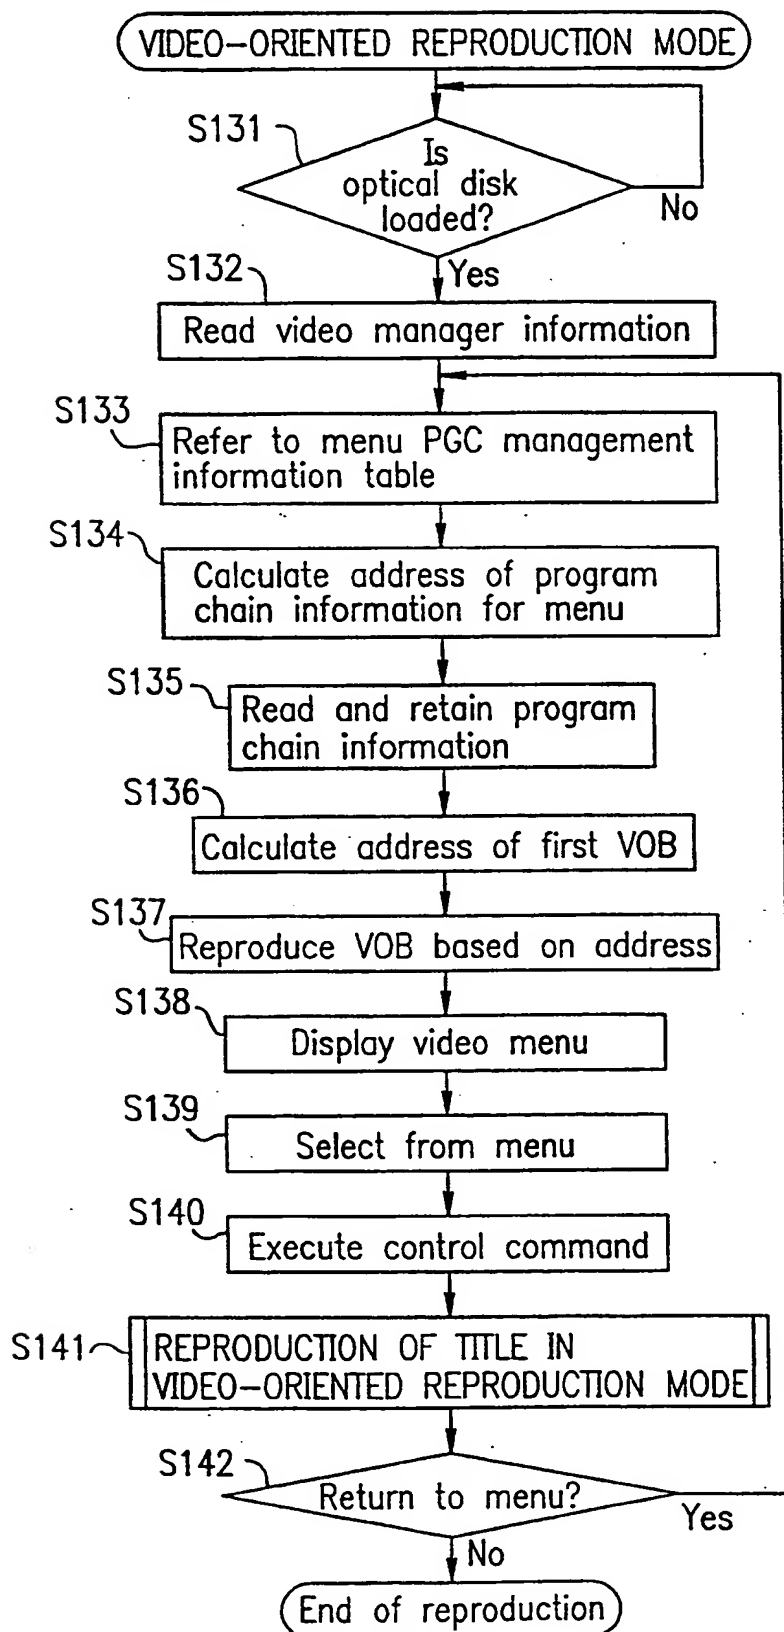 VIDEO-ORIENTED REPRODUCTION MODE
S131
Is
optical disk
loaded?
No
Yes
S132
Read video manager information
S133
Refer to menu PGC management
information table
S134
Calculate address of program
chain information for menu
S135
Read and retain program
chain information
S136
Calculate address of first VOB
S137
Reproduce VOB based on address
S138
Display video menu
S139
Select from menu
S140
Execute control command
S141
REPRODUCTION OF TITLE IN
VIDEO-ORIENTED REPRODUCTION MODE
S142
Return to menu?
Yes
No
End of reproduction